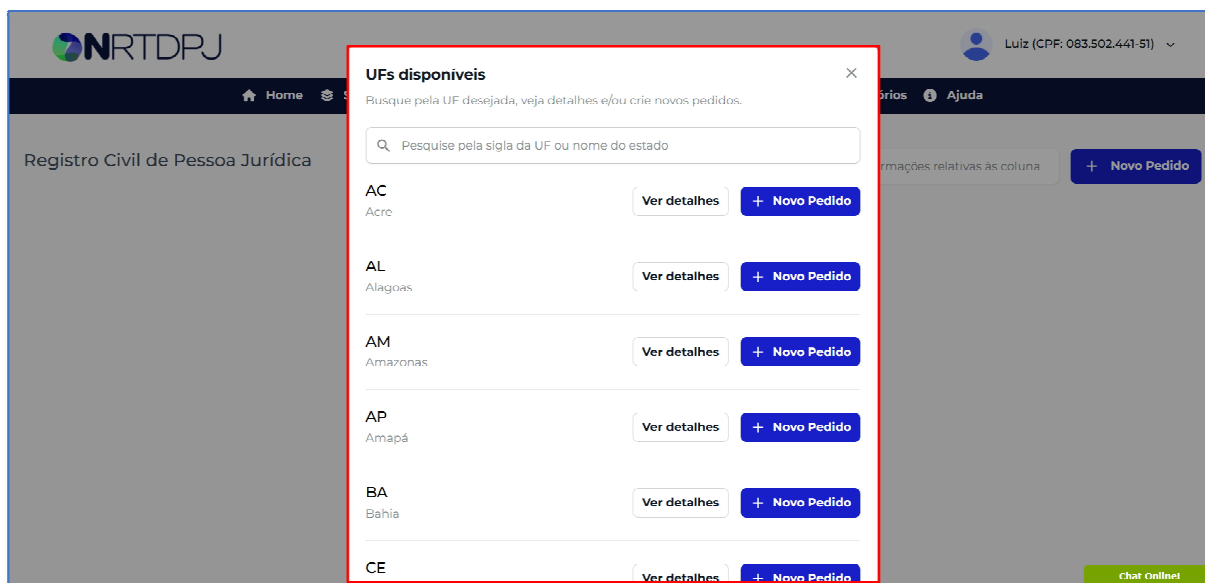 ONRTDPJ
Luiz (CPF: 083.502.441-51)
Home
órios
Ajuda
Registro Civil de Pessoa Jurídica
rmações relativas às coluna
+ Novo Pedido
UFs disponíveis
Busque pela UF desejada, veja detalhes e/ou crie novos pedidos.
Pesquise pela sigla da UF ou nome do estado
AC
Acre
Ver detalhes
+ Novo Pedido
AL
Alagoas
Ver detalhes
+ Novo Pedido
AM
Amazonas
Ver detalhes
+ Novo Pedido
AP
Amapá
Ver detalhes
+ Novo Pedido
BA
Bahia
Ver detalhes
+ Novo Pedido
CE
Ver detalhes
+ Novo Pedido
Chat Online!